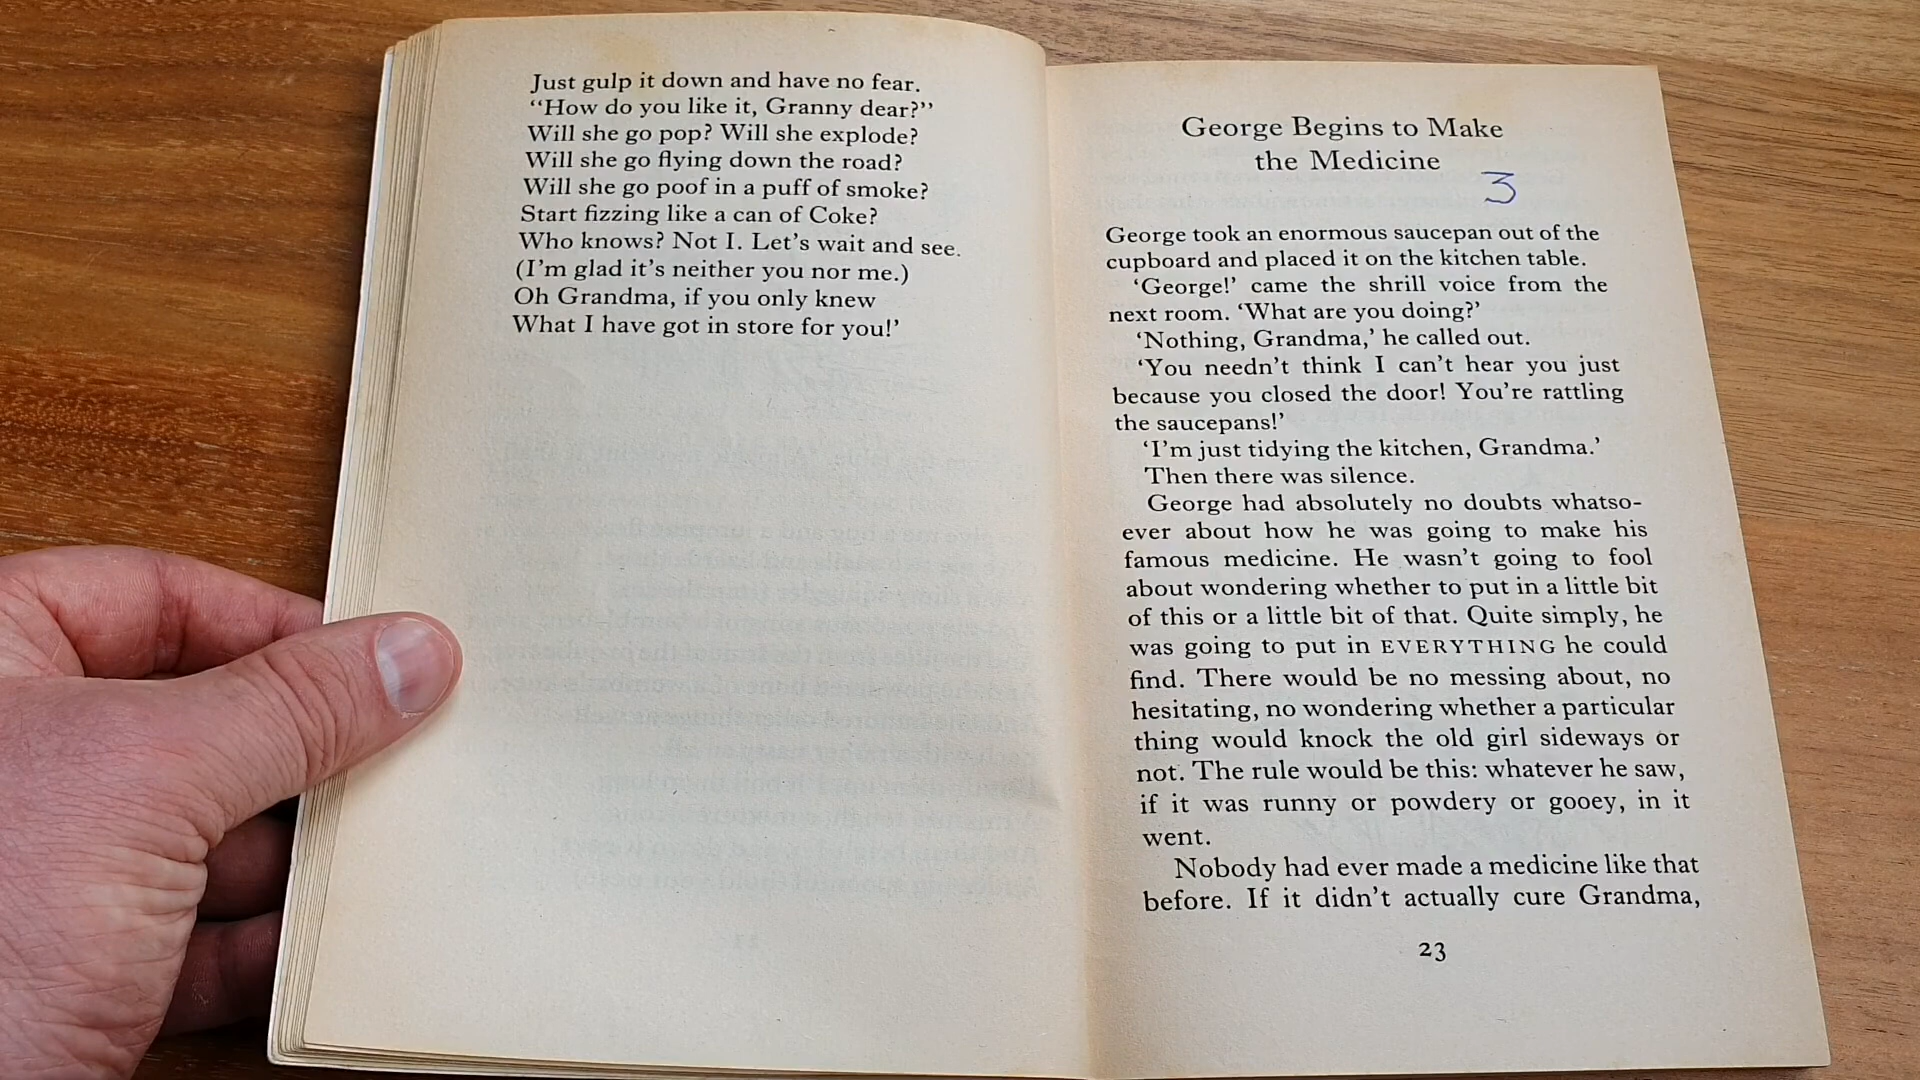 Just gulp it down and have no fear.
“How do you like it, Granny dear?”
Will she go pop? Will she explode?
Will she go flying down the road?
Will she go poof in a puff of smoke?
Start fizzing like a can of Coke?
Who knows? Not I. Let’s wait and see.
(I’m glad it’s neither you nor me.)
Oh Grandma, if you only knew
What I have got in store for you!’
George Begins to Make
the Medicine
3
George took an enormous saucepan out of the
cupboard and placed it on the kitchen table.
‘George!’ came the shrill voice from the
next room. ‘What are you doing?’
‘Nothing, Grandma,’ he called out.
‘You needn’t think I can’t hear you just
because you closed the door! You’re rattling
the saucepans!’
‘I’m just tidying the kitchen, Grandma.’
Then there was silence.
George had absolutely no doubts whatso-
ever about how he was going to make his
famous medicine. He wasn’t going to fool
about wondering whether to put in a little bit
of this or a little bit of that. Quite simply, he
was going to put in EVERYTHING he could
find. There would be no messing about, no
hesitating, no wondering whether a particular
thing would knock the old girl sideways or
not. The rule would be this: whatever he saw,
if it was runny or powdery or gooey, in it
went.
Nobody had ever made a medicine like that
before. If it didn’t actually cure Grandma,
23